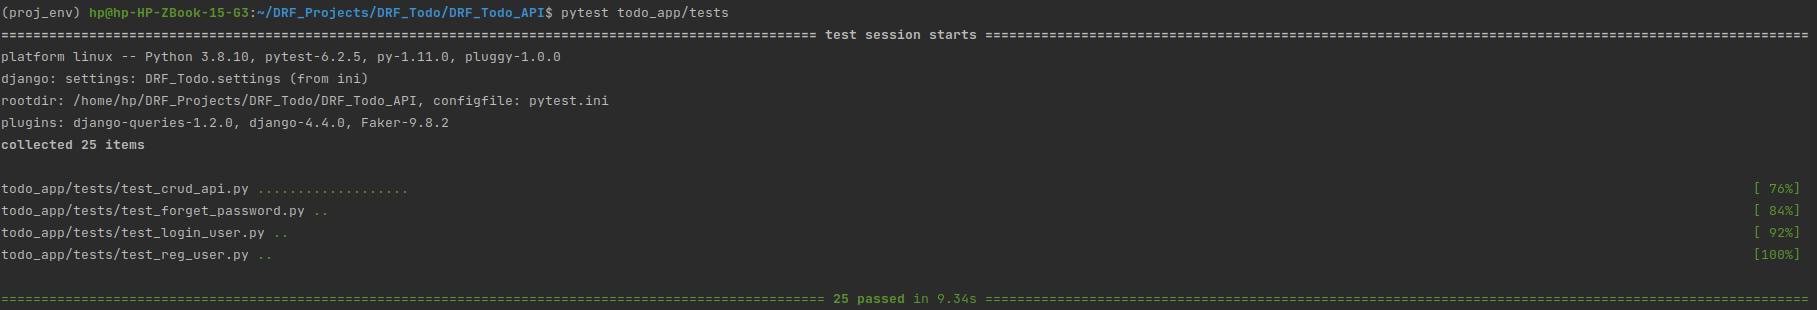 (proj_env) hp@hp-HP-ZBook-15-G3:~/DRF_Projects/DRF_Todo/DRF_Todo_API$ pytest todo_app/tests
====================================================================================================== test session starts =======================================================================================================
platform linux -- Python 3.8.10, pytest-6.2.5, py-1.11.0, pluggy-1.0.0
django: settings: DRF_Todo.settings (from ini)
rootdir: /home/hp/DRF_Projects/DRF_Todo/DRF_Todo_API, configfile: pytest.ini
plugins: django-queries-1.2.0, django-4.4.0, Faker-9.8.2
collected 25 items
todo_app/tests/test_crud_api.py ................... [ 76%]
todo_app/tests/test_forget_password.py .. [ 84%]
todo_app/tests/test_login_user.py .. [ 92%]
todo_app/tests/test_reg_user.py .. [100%]
======================================================================================================= 25 passed in 9.34s =======================================================================================================